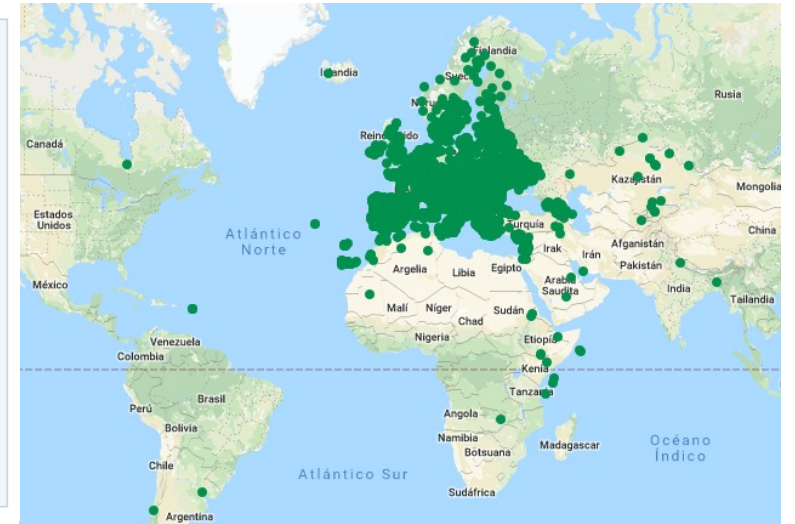 Islandia
Finlandia
Suecia
Rusia
Noruega
Reino Unido
Canadá
Kazajistán
Mongolia
Estados
Unidos
Atlántico
Norte
Turquía
China
Afganistán
Irak
Irán
Pakistán
México
Argelia
Libia
Egipto
Arabia
Saudita
India
Malí
Níger
Sudán
Tailandia
Chad
Venezuela
Nigeria
Etiopía
Colombia
Kenia
Tanzania
Perú
Brasil
Angola
Bolivia
Namibia
Madagascar
Océano
Índico
Botsuana
Chile
Atlántico Sur
Sudáfrica
Argentina